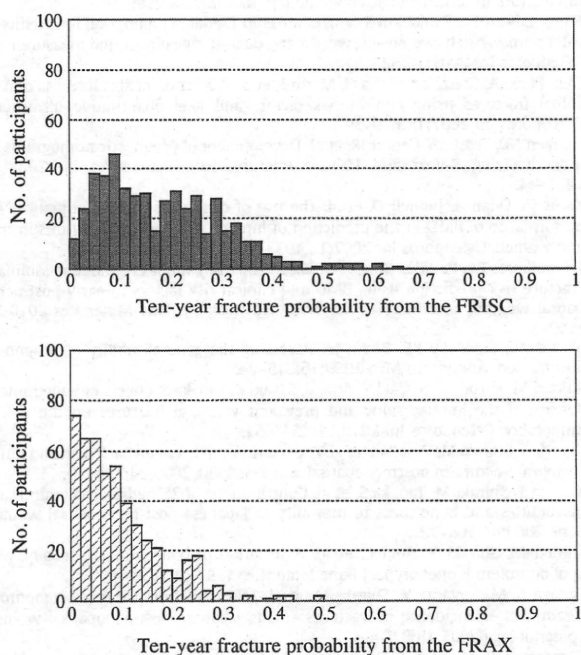 100
80
60
40
20
0
No. of participants
0 0.1 0.2 0.3 0.4 0.5 0.6 0.7 0.8 0.9 1
Ten-year fracture probability from the FRISC
100
80
60
40
20
0
No. of participants
0 0.1 0.2 0.3 0.4 0.5 0.6 0.7 0.8 0.9 1
Ten-year fracture probability from the FRAX